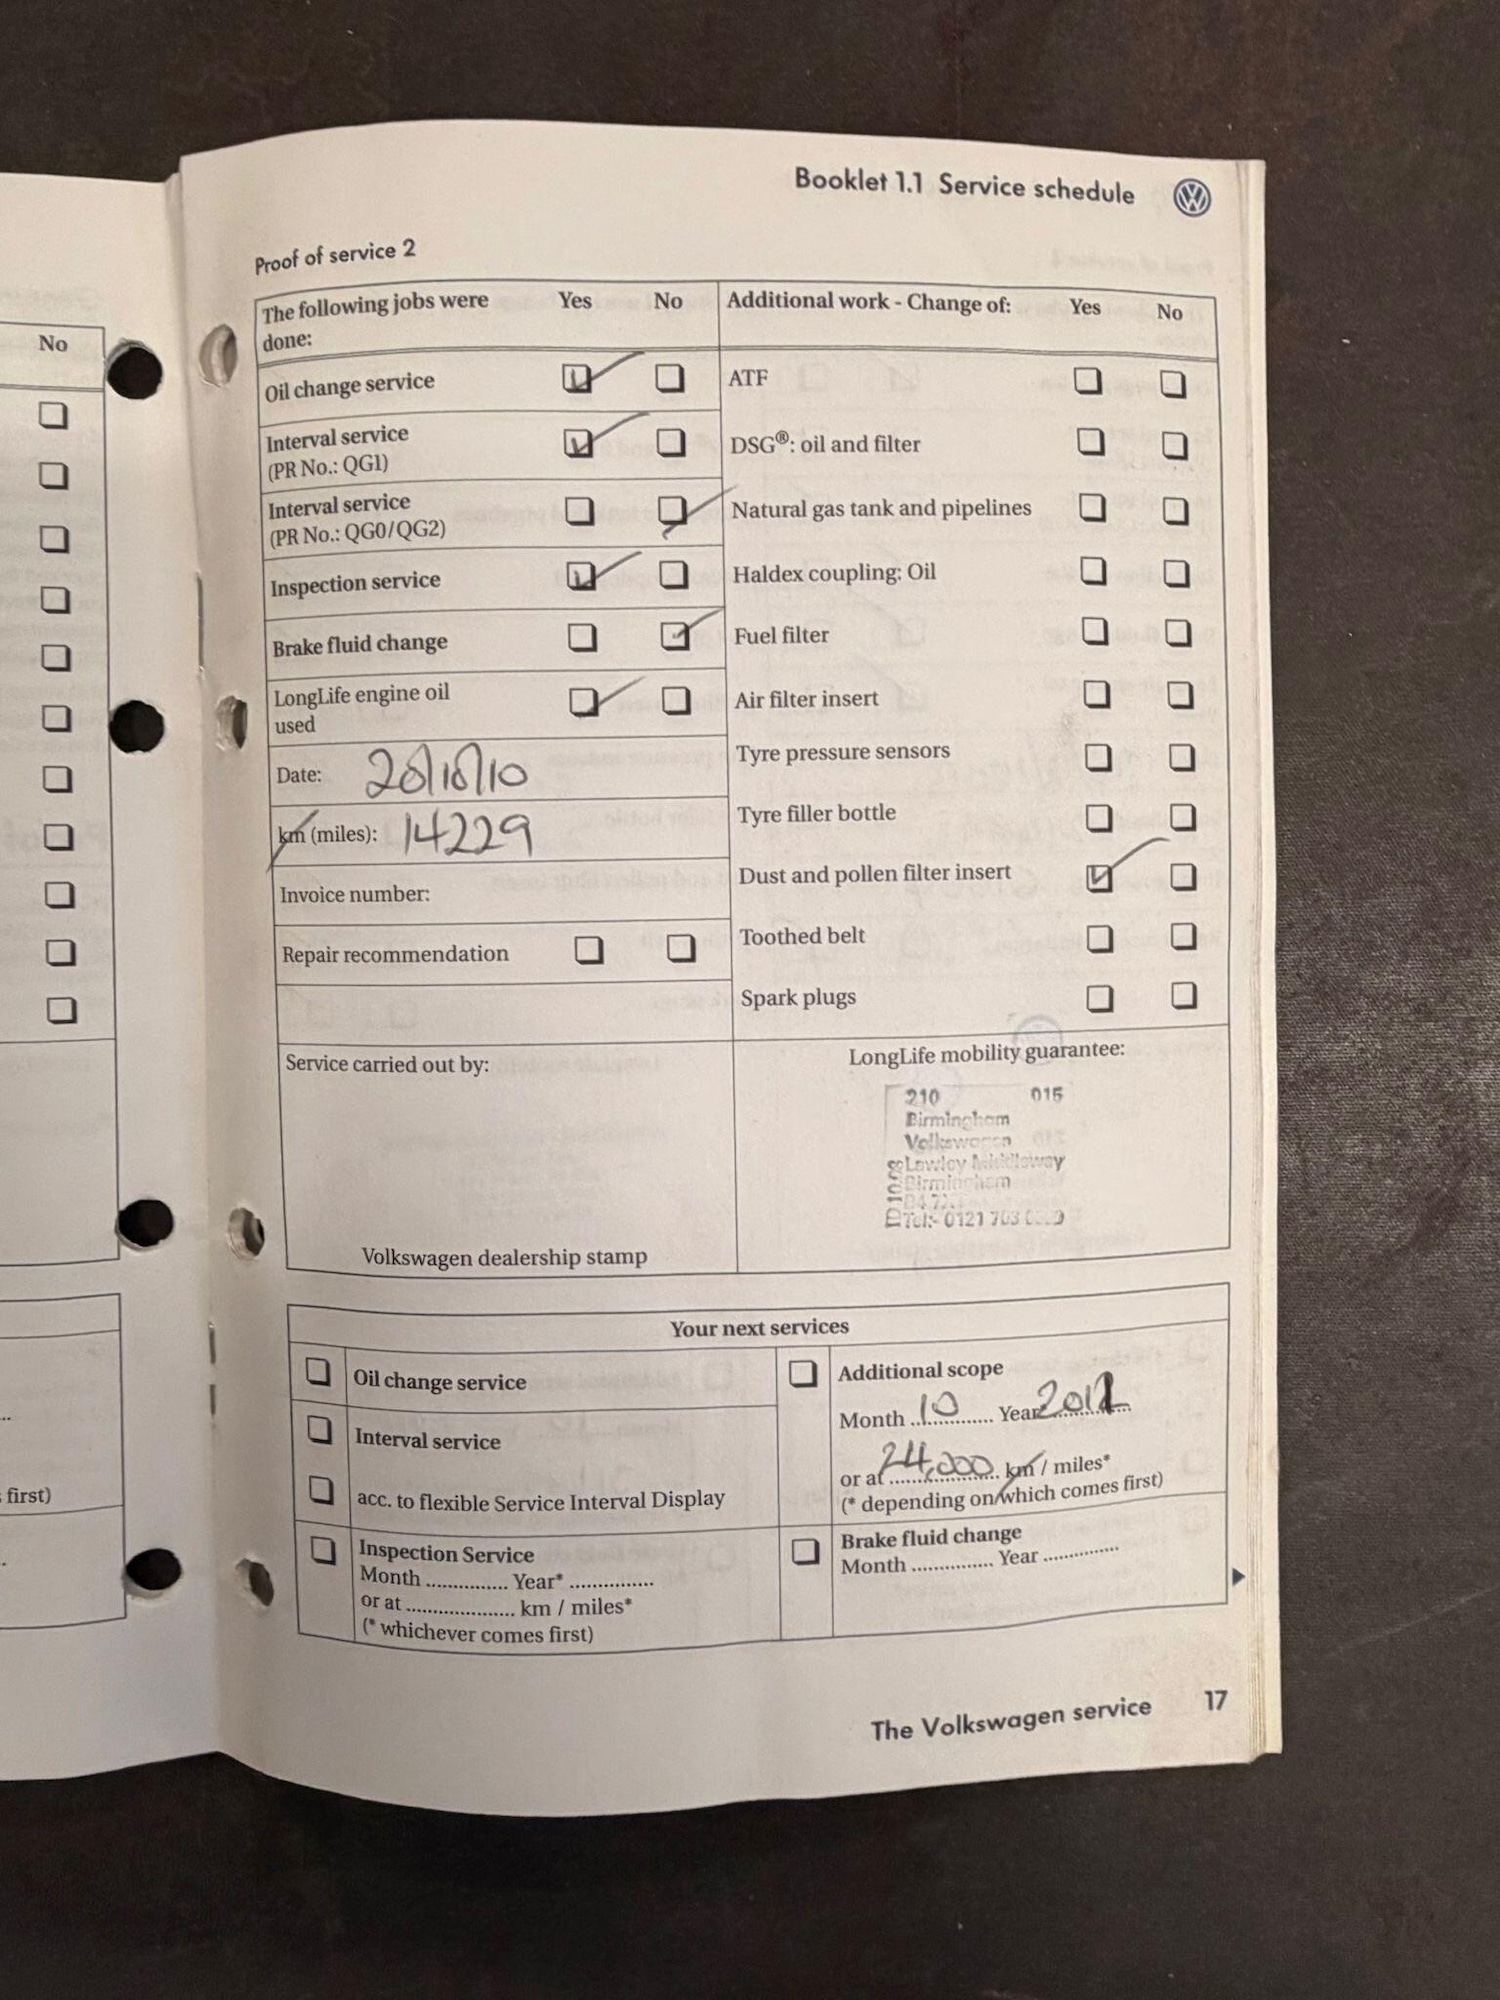 No
first)
Booklet 1.1 Service schedule
Proof of service 2
The following jobs were done: Yes No
Oil change service
Interval service
(PR No.: QG1)
Interval service
(PR No.: QG0/QG2)
Inspection service
Brake fluid change
LongLife engine oil
used
Date:
km (miles): 14229
Invoice number:
Repair recommendation
Additional work - Change of: Yes No
ATF
DSG®: oil and filter
Natural gas tank and pipelines
Haldex coupling: Oil
Fuel filter
Air filter insert
Tyre pressure sensors
Tyre filler bottle
Dust and pollen filter insert
Toothed belt
Spark plugs
Service carried out by:
Volkswagen dealership stamp
LongLife mobility guarantee:
210 015
Birmingham
Volkswagen
Lawley Middleway
Birmingham
Tel:- 0121 703
Your next services
Oil change service
Interval service
acc. to flexible Service Interval Display
Inspection Service
Month .............. Year* ...............
or at .................... km / miles*
(* whichever comes first)
Additional scope
Month 10 Year
or at 24,000 km / miles*
(* depending on which comes first)
Brake fluid change
Month .............. Year ..............
The Volkswagen service 17